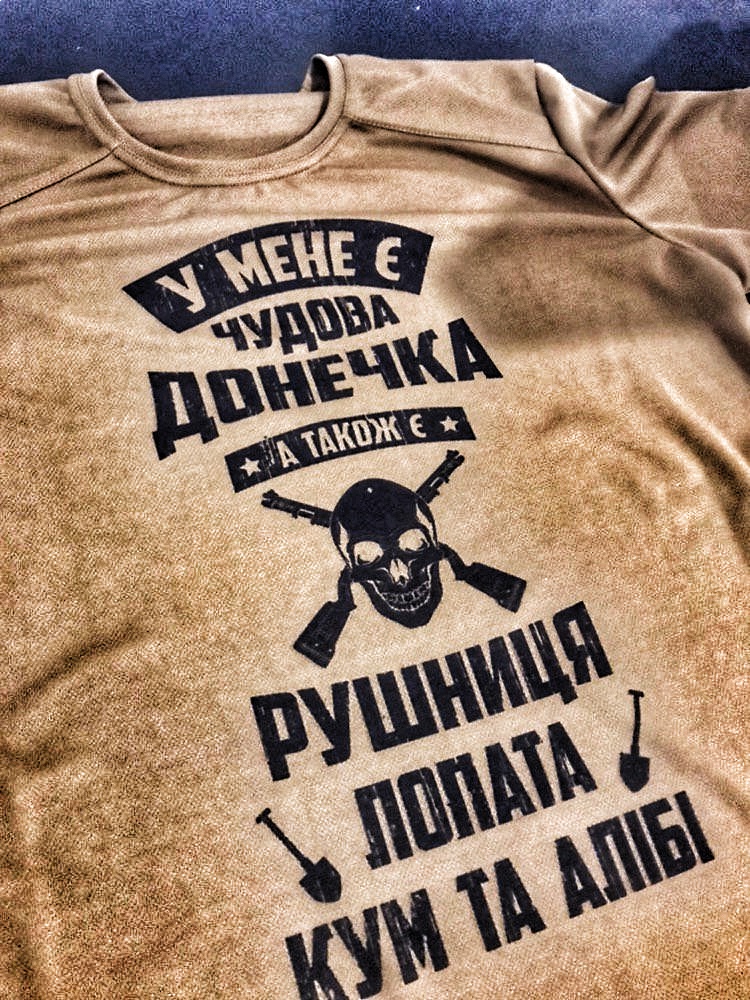 У МЕНЕ Є
ЧУДОВА
ДОНЕЧКА
А ТАКОЖ Є
РУШНИЦЯ
ЛОПАТА
КУМ ТА АЛІБІ